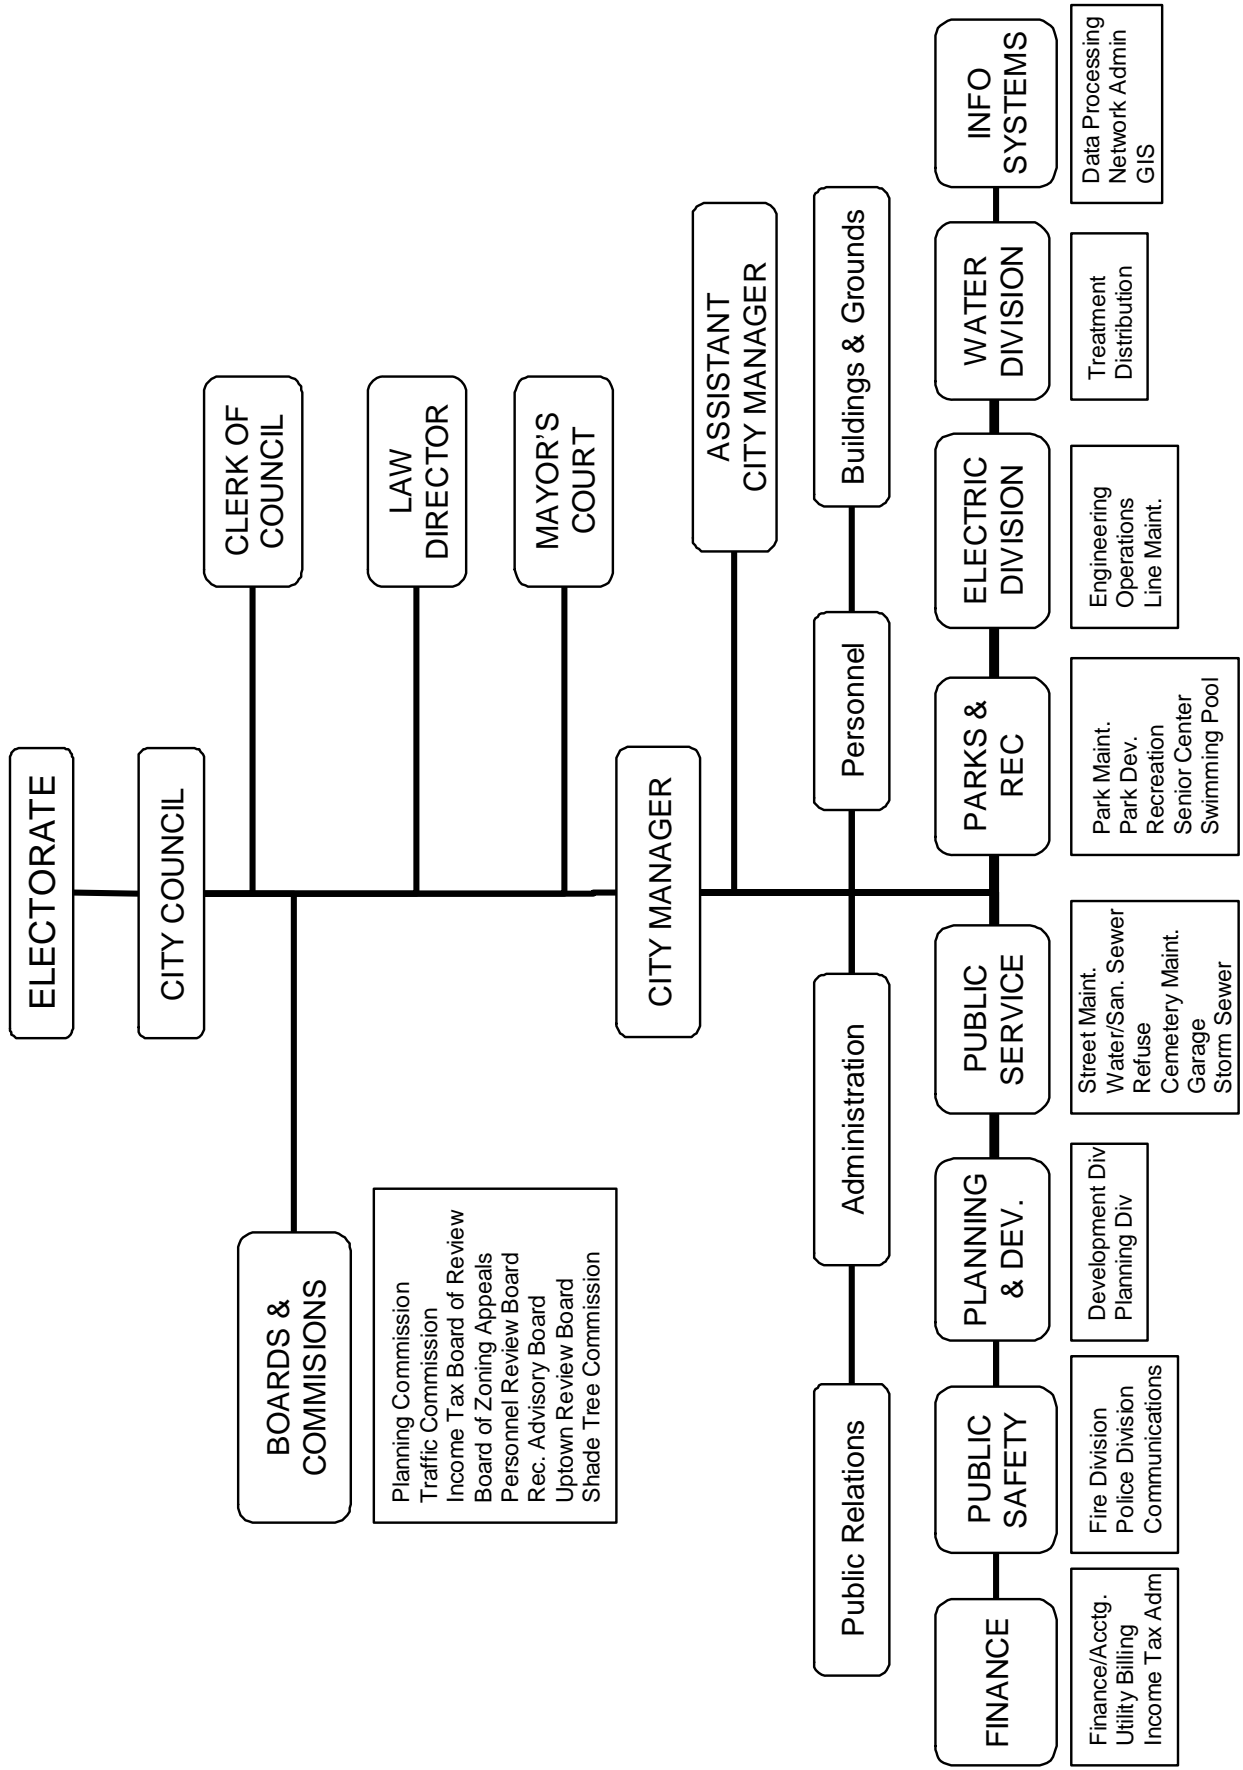 ELECTORATE
CITY COUNCIL
CLERK OF
COUNCIL
BOARDS &
COMMISIONS
Planning Commission
Traffic Commission
Income Tax Board of Review
Board of Zoning Appeals
Personnel Review Board
Rec. Advisory Board
Uptown Review Board
Shade Tree Commission
LAW
DIRECTOR
MAYOR'S
COURT
CITY MANAGER
ASSISTANT
CITY MANAGER
Public Relations
Administration
Personnel
Buildings & Grounds
FINANCE
PUBLIC
SAFETY
PLANNING
& DEV.
PUBLIC
SERVICE
PARKS &
REC
ELECTRIC
DIVISION
WATER
DIVISION
INFO
SYSTEMS
Finance/Acctg.
Utility Billing
Income Tax Adm
Fire Division
Police Division
Communications
Development Div
Planning Div
Street Maint.
Water/San. Sewer
Refuse
Cemetery Maint.
Garage
Storm Sewer
Park Maint.
Park Dev.
Recreation
Senior Center
Swimming Pool
Engineering
Operations
Line Maint.
Treatment
Distribution
Data Processing
Network Admin
GIS